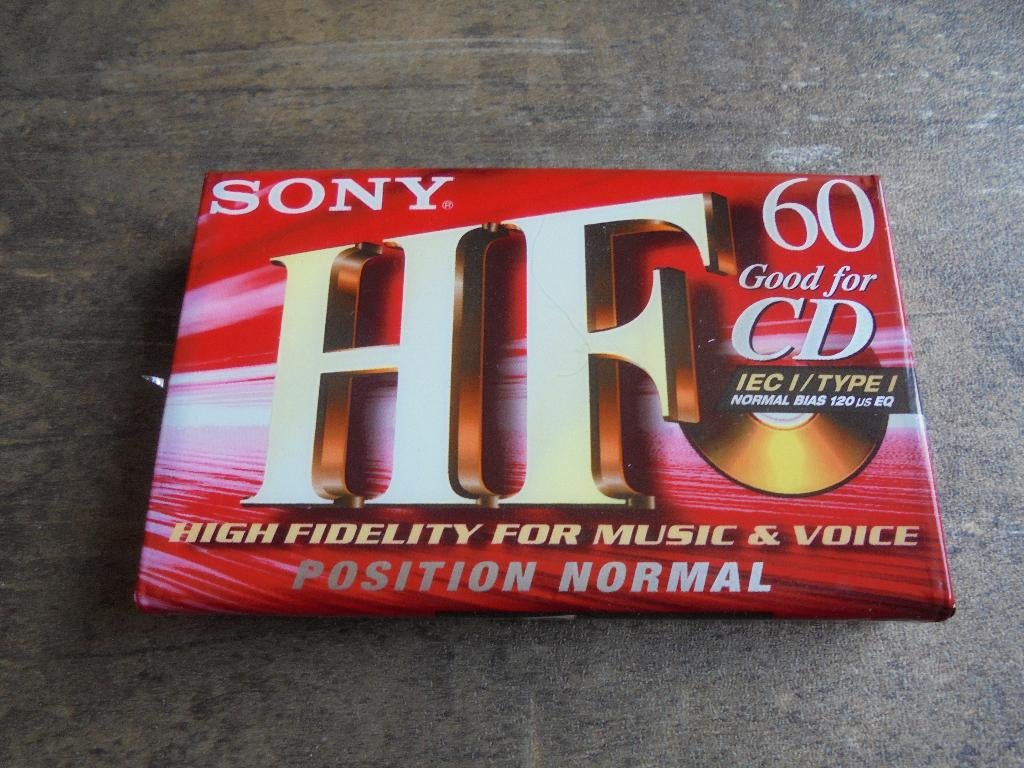 SONY®
60
HF
Good for
CD
IEC I/TYPE I
NORMAL BIAS 120 µs EQ
HIGH FIDELITY FOR MUSIC & VOICE
POSITION NORMAL